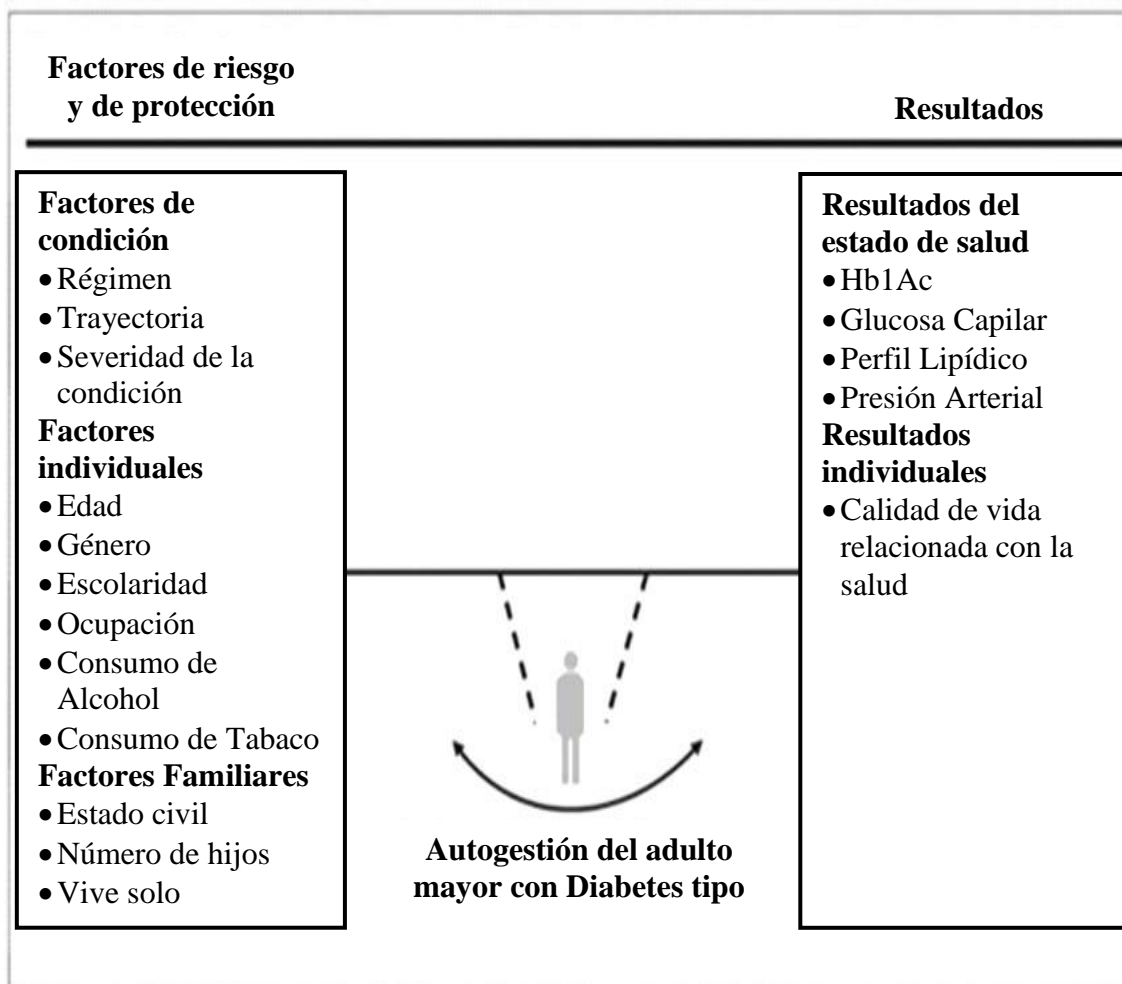 Factores de riesgo
y de protección
Resultados
Factores de
condición
• Régimen
• Trayectoria
• Severidad de la
condición
Factores
individuales
• Edad
• Género
• Escolaridad
• Ocupación
• Consumo de
Alcohol
• Consumo de Tabaco
Factores Familiares
• Estado civil
• Número de hijos
• Vive solo
Autogestión del adulto
mayor con Diabetes tipo
Resultados del
estado de salud
• Hb1Ac
• Glucosa Capilar
• Perfil Lipídico
• Presión Arterial
Resultados
individuales
• Calidad de vida
relacionada con la
salud